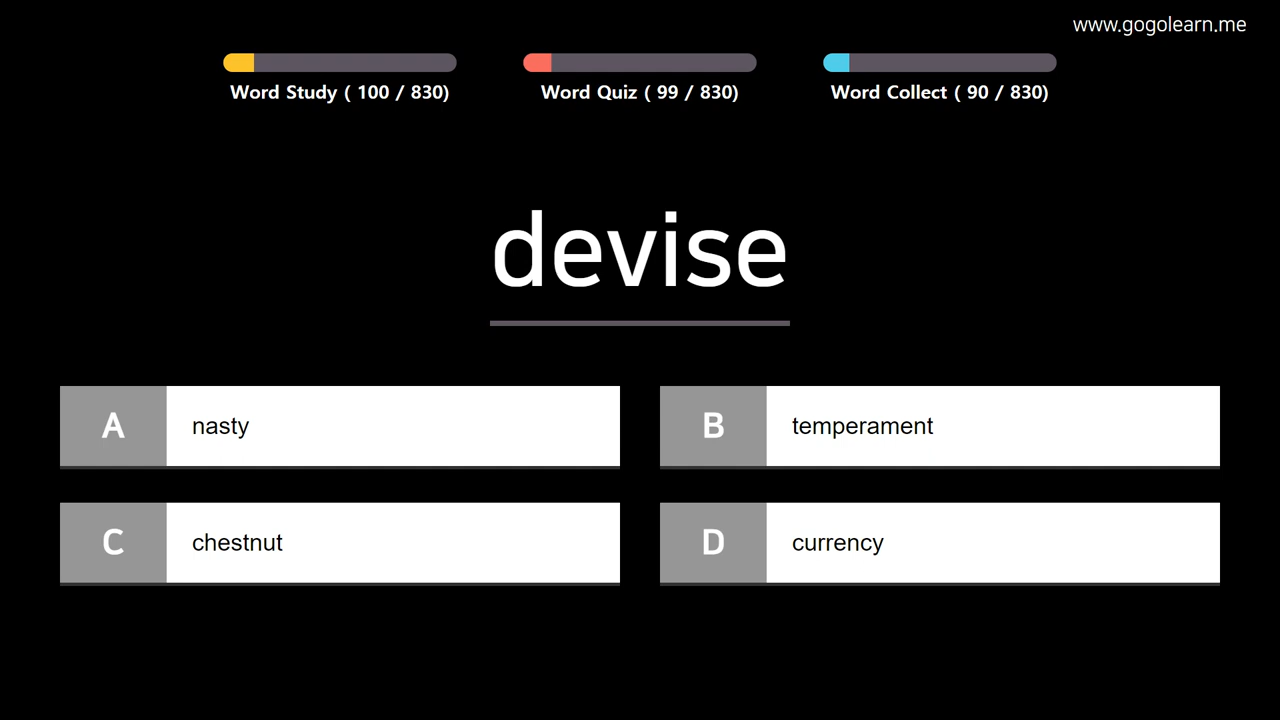 www.gogolearn.me
Word Study ( 100 / 830)
Word Quiz ( 99 / 830)
Word Collect ( 90 / 830)
devise
A nasty
B temperament
C chestnut
D currency